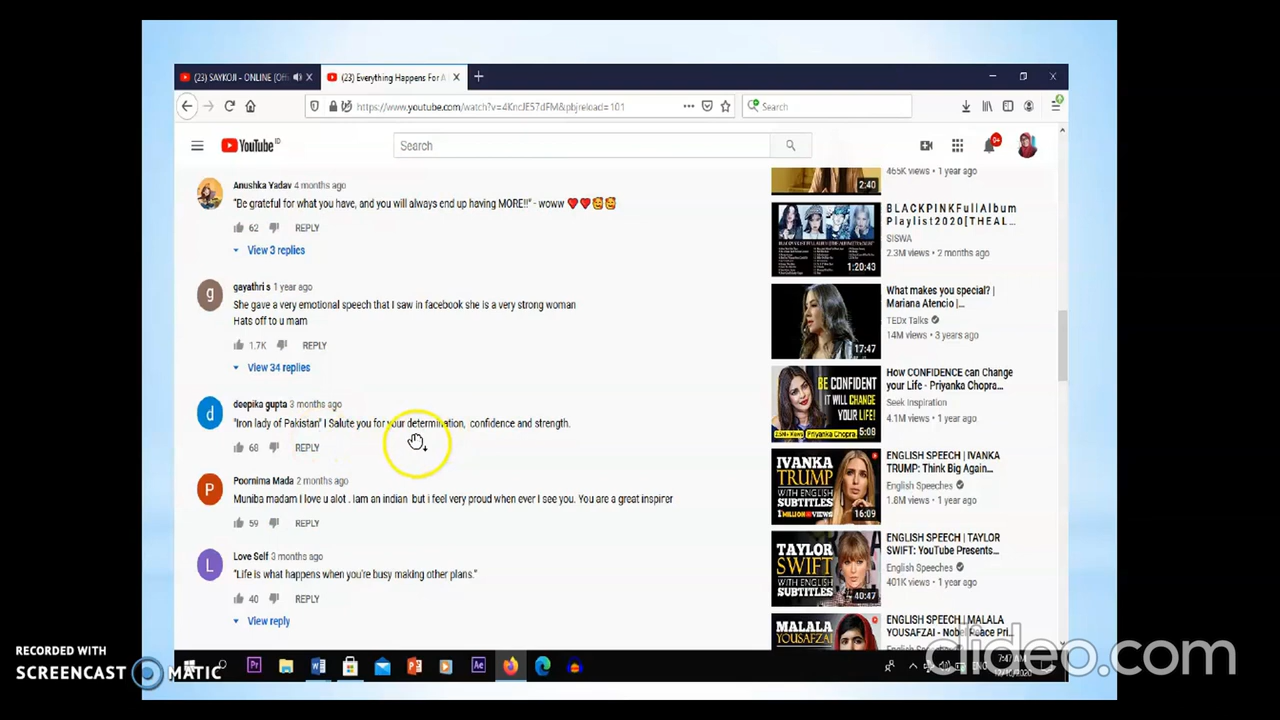 (23) SAYKOJI - ONLINE (Offi
(23) Everything Happens For A
https://www.youtube.com/watch?v=4KncJE57dFM&pbjreload=101
Search
YouTube ID
Search
9+
Anushka Yadav 4 months ago
"Be grateful for what you have, and you will always end up having MORE!!" - woww ❤️❤️🥰🥰
62 REPLY
View 3 replies
g
gayathri s 1 year ago
She gave a very emotional speech that I saw in facebook she is a very strong woman
Hats off to u mam
1.7K REPLY
View 34 replies
d
deepika gupta 3 months ago
"Iron lady of Pakistan" I Salute you for your determination, confidence and strength.
68 REPLY
P
Poornima Mada 2 months ago
Muniba madam I love u alot . Iam an indian but i feel very proud when ever I see you. You are a great inspirer
59 REPLY
L
Love Self 3 months ago
"Life is what happens when you're busy making other plans."
40 REPLY
View reply
2:40
465K views • 1 year ago
1:20:43
BLACKPINKFullAlbum
Playlist2020[THEAL...
SISWA
2.3M views • 2 months ago
17:47
What makes you special? |
Mariana Atencio |...
TEDx Talks
14M views • 3 years ago
BE CONFIDENT
IT WILL CHANGE
YOUR LIFE!
Priyanka Chopra
5:08
How CONFIDENCE can Change
your Life - Priyanka Chopra...
Seek Inspiration
4.1M views • 1 year ago
IVANKA
TRUMP
WITH ENGLISH
SUBTITLES
1 MILLION VIEWS
16:09
ENGLISH SPEECH | IVANKA
TRUMP: Think Big Again...
English Speeches
1.8M views • 1 year ago
TAYLOR
SWIFT
WITH ENGLISH
SUBTITLES
40:47
ENGLISH SPEECH | TAYLOR
SWIFT: YouTube Presents...
English Speeches
401K views • 1 year ago
MALALA
YOUSAFZAI
ENGLISH SPEECH | MALALA
YOUSAFZAI - Nobel Peace Pri...
ENG
12/10/2020
RECORDED WITH
SCREENCAST MATIC
clideo.com